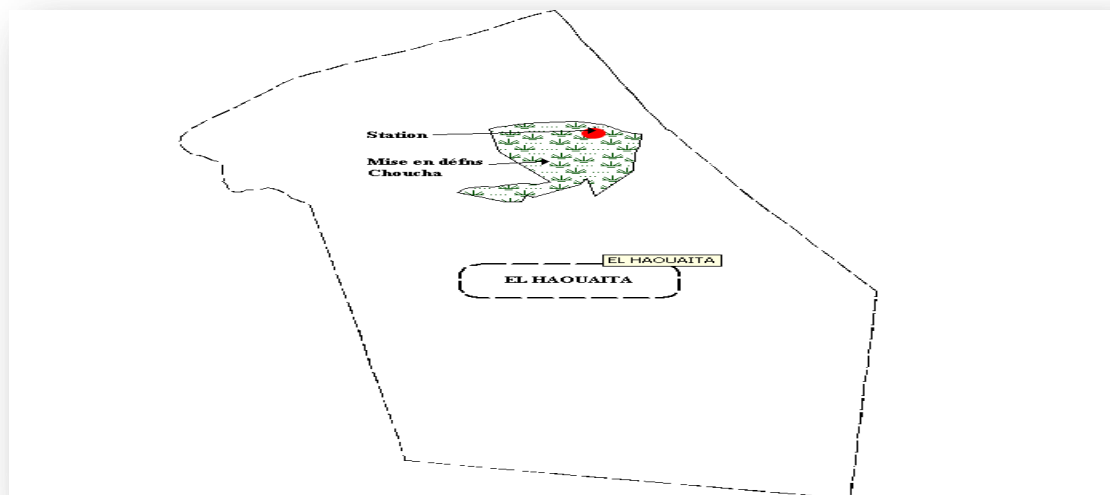 Station
Mise en défns
Choucha
EL HAOUAITA
EL HAOUAITA